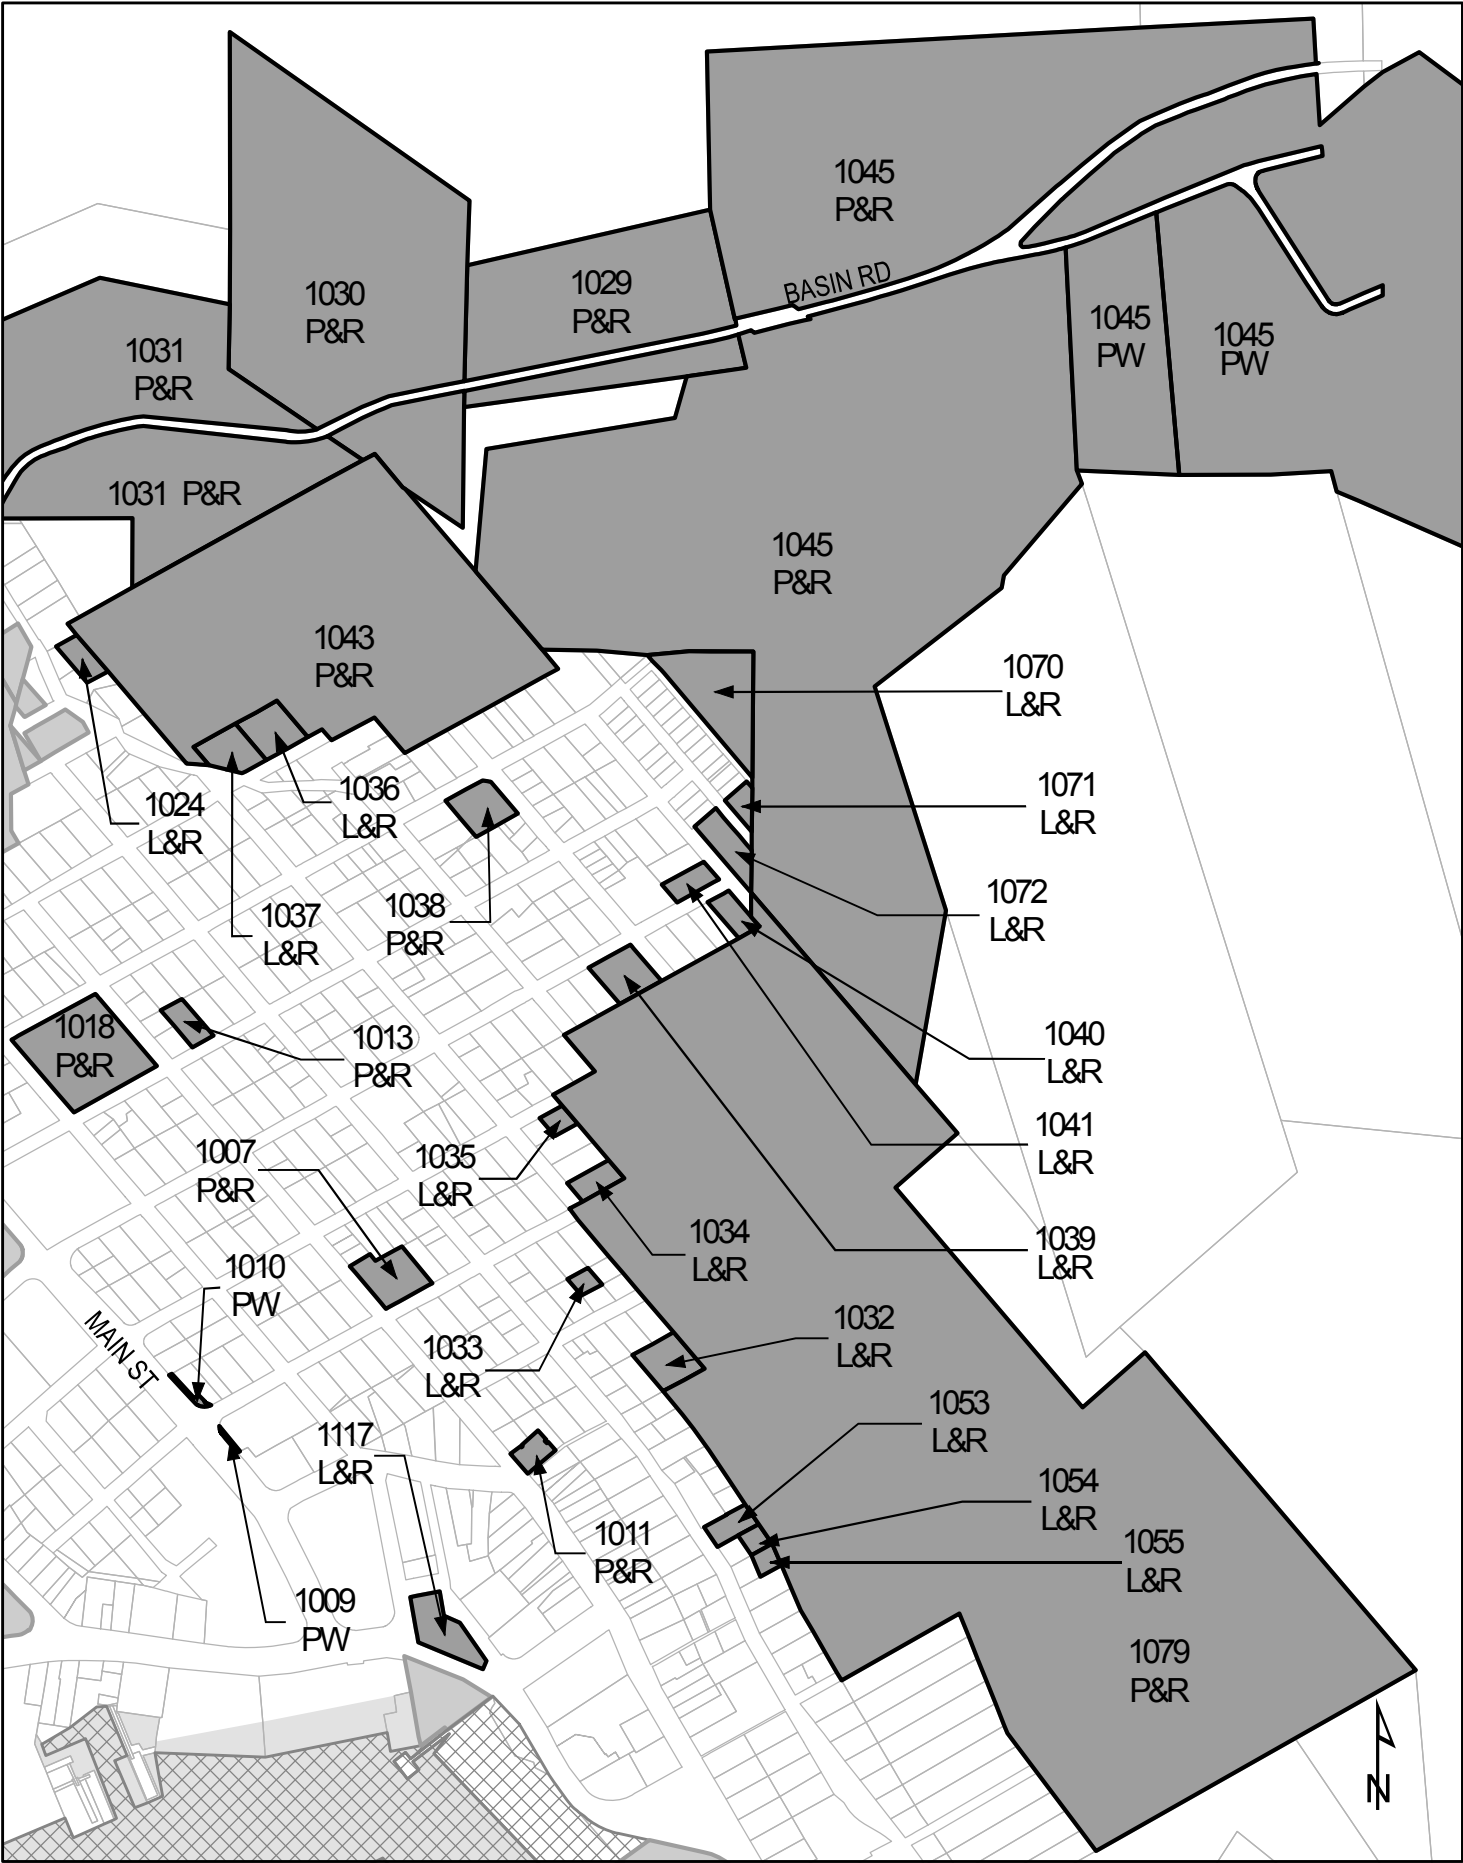 1045
P&R
BASIN RD
1029
P&R
1030
P&R
1031
P&R
1045
PW
1045
PW
1031 P&R
1045
P&R
1043
P&R
1070
L&R
1071
L&R
1036
L&R
1024
L&R
1072
L&R
1038
P&R
1037
L&R
1018
P&R
1013
P&R
1040
L&R
1041
L&R
1007
P&R
1035
L&R
1034
L&R
1039
L&R
1010
PW
MAIN ST
1032
L&R
1033
L&R
1053
L&R
1117
L&R
1054
L&R
1011
P&R
1055
L&R
1009
PW
1079
P&R
N